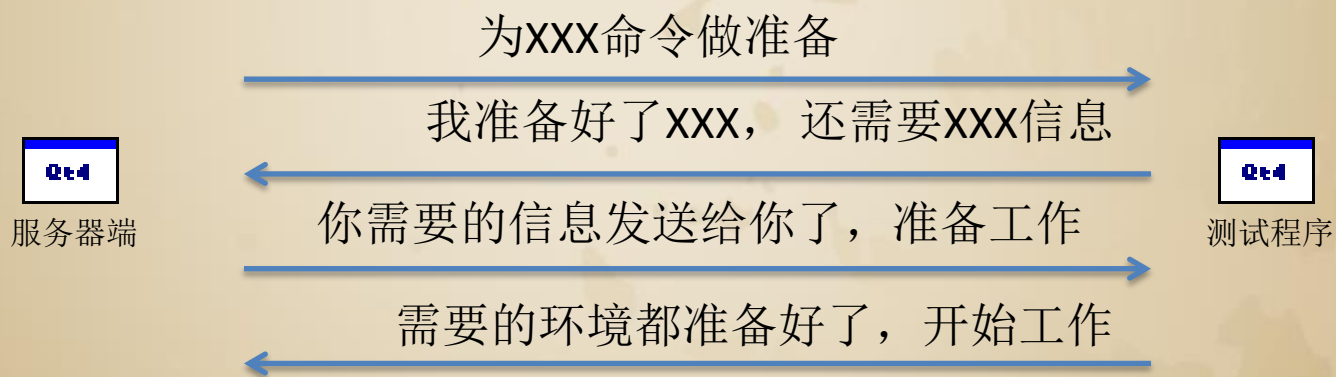 为XXX命令做准备
我准备好了XXX，还需要XXX信息
Qt4
Qt4
服务器端
你需要的信息发送给你了，准备工作
测试程序
需要的环境都准备好了，开始工作